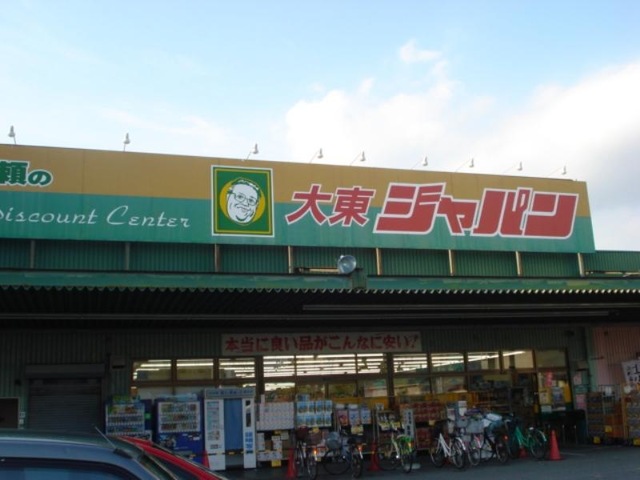 頼の
Discount Center
大東 ジャパン
本当に良い品がこんなに安い!